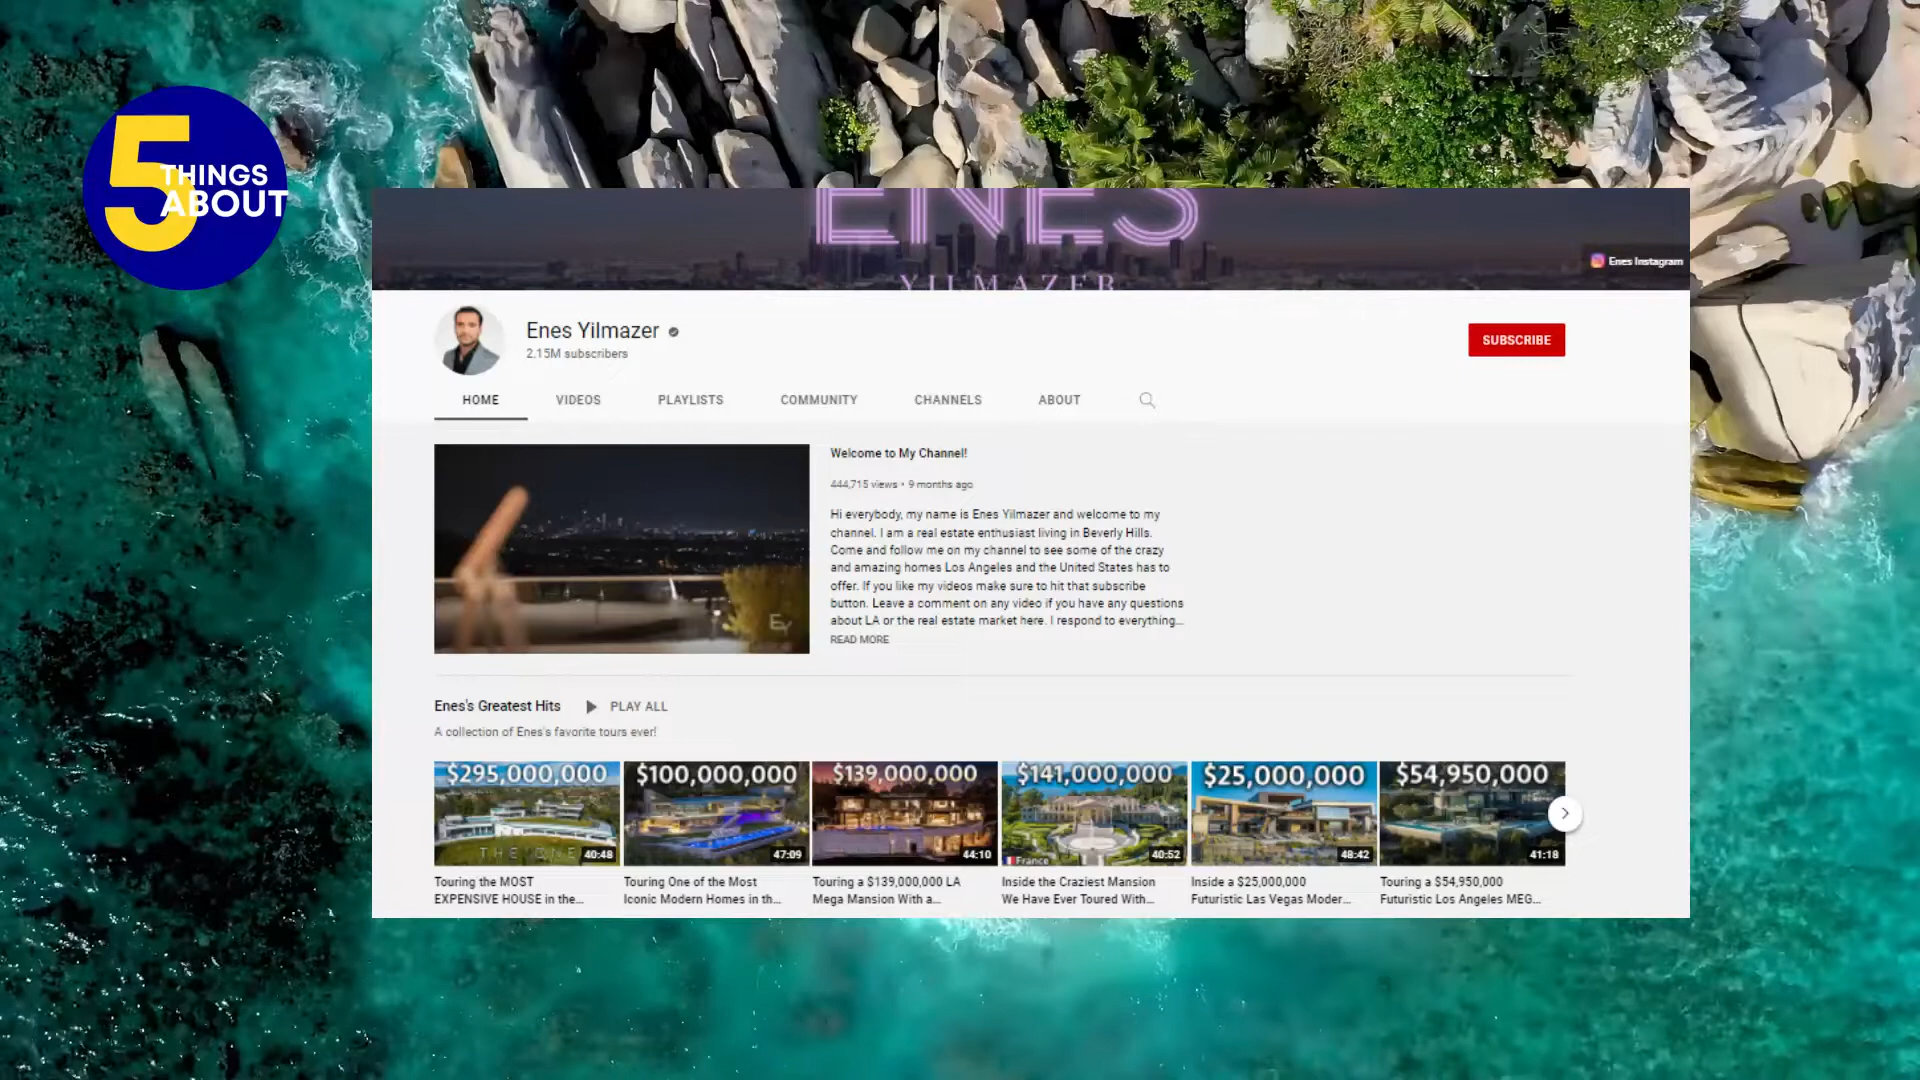 5
THINGS
ABOUT
ENES
YILMAZER
Enes Instagram
Enes Yilmazer
2.15M subscribers
SUBSCRIBE
HOME VIDEOS PLAYLISTS COMMUNITY CHANNELS ABOUT
Welcome to My Channel!
444,715 views • 9 months ago
Hi everybody, my name is Enes Yilmazer and welcome to my
channel. I am a real estate enthusiast living in Beverly Hills.
Come and follow me on my channel to see some of the crazy
and amazing homes Los Angeles and the United States has to
offer. If you like my videos make sure to hit that subscribe
button. Leave a comment on any video if you have any questions
about LA or the real estate market here. I respond to everything...
READ MORE
EY
Enes's Greatest Hits PLAY ALL
A collection of Enes's favorite tours ever!
$295,000,000 $100,000,000 $139,000,000 $141,000,000 $25,000,000 $54,950,000
THE ONE 40:48 47:09 44:10 France 40:52 48:42 41:18
Touring the MOST
EXPENSIVE HOUSE in the...
Touring One of the Most
Iconic Modern Homes in th...
Touring a $139,000,000 LA
Mega Mansion With a...
Inside the Craziest Mansion
We Have Ever Toured With...
Inside a $25,000,000
Futuristic Las Vegas Moder...
Touring a $54,950,000
Futuristic Los Angeles MEG...